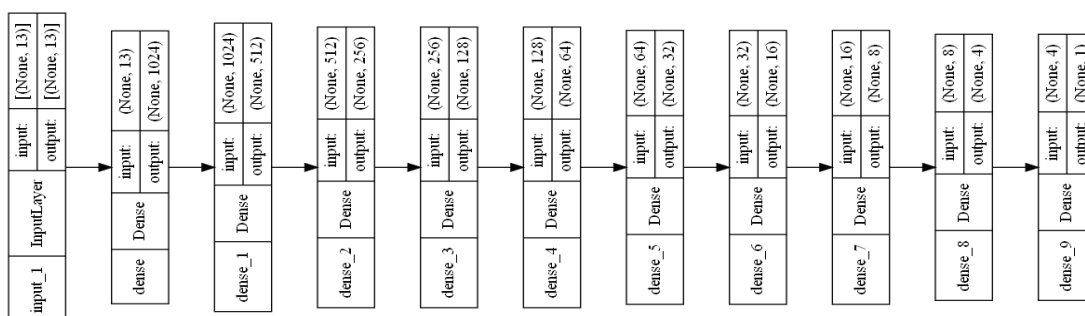 input_1 InputLayer input: [(None, 13)]
output: [(None, 13)]
dense Dense input: (None, 13)
output: (None, 1024)
dense_1 Dense input: (None, 1024)
output: (None, 512)
dense_2 Dense input: (None, 512)
output: (None, 256)
dense_3 Dense input: (None, 256)
output: (None, 128)
dense_4 Dense input: (None, 128)
output: (None, 64)
dense_5 Dense input: (None, 64)
output: (None, 32)
dense_6 Dense input: (None, 32)
output: (None, 16)
dense_7 Dense input: (None, 16)
output: (None, 8)
dense_8 Dense input: (None, 8)
output: (None, 4)
dense_9 Dense input: (None, 4)
output: (None, 1)